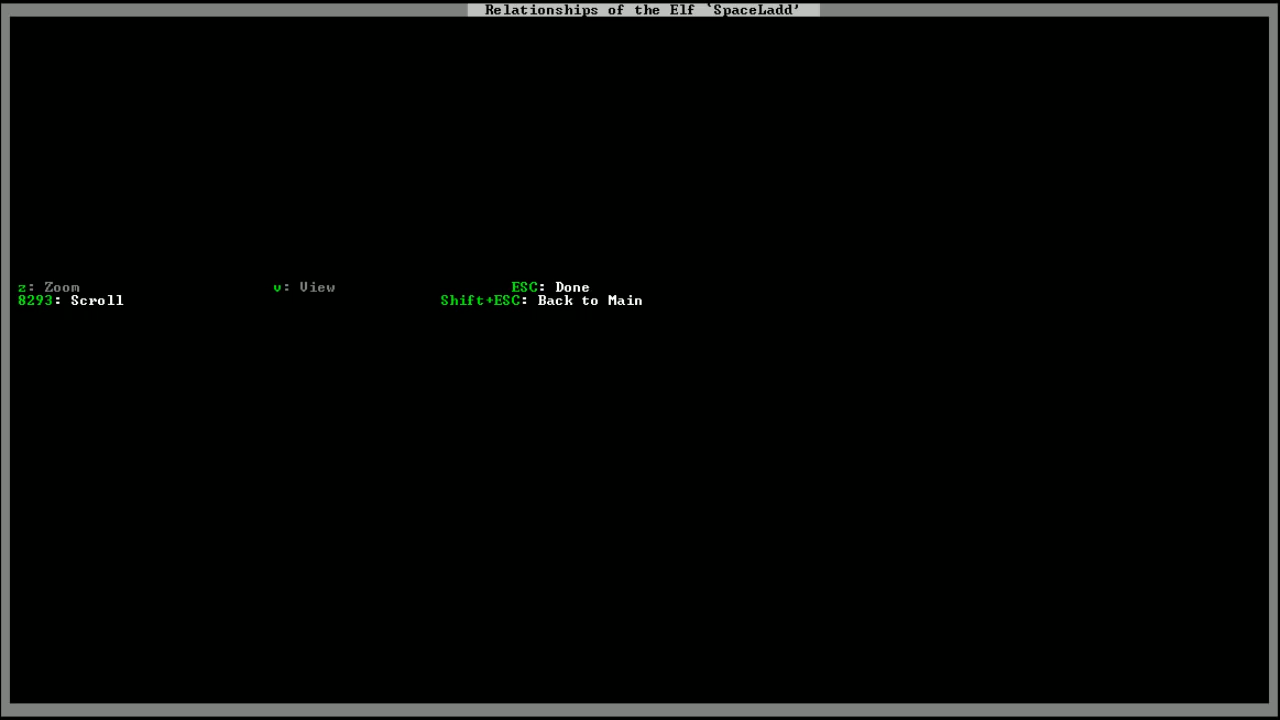 Relationships of the Elf `SpaceLadd'
z: Zoom v: View ESC: Done
8293: Scroll Shift+ESC: Back to Main